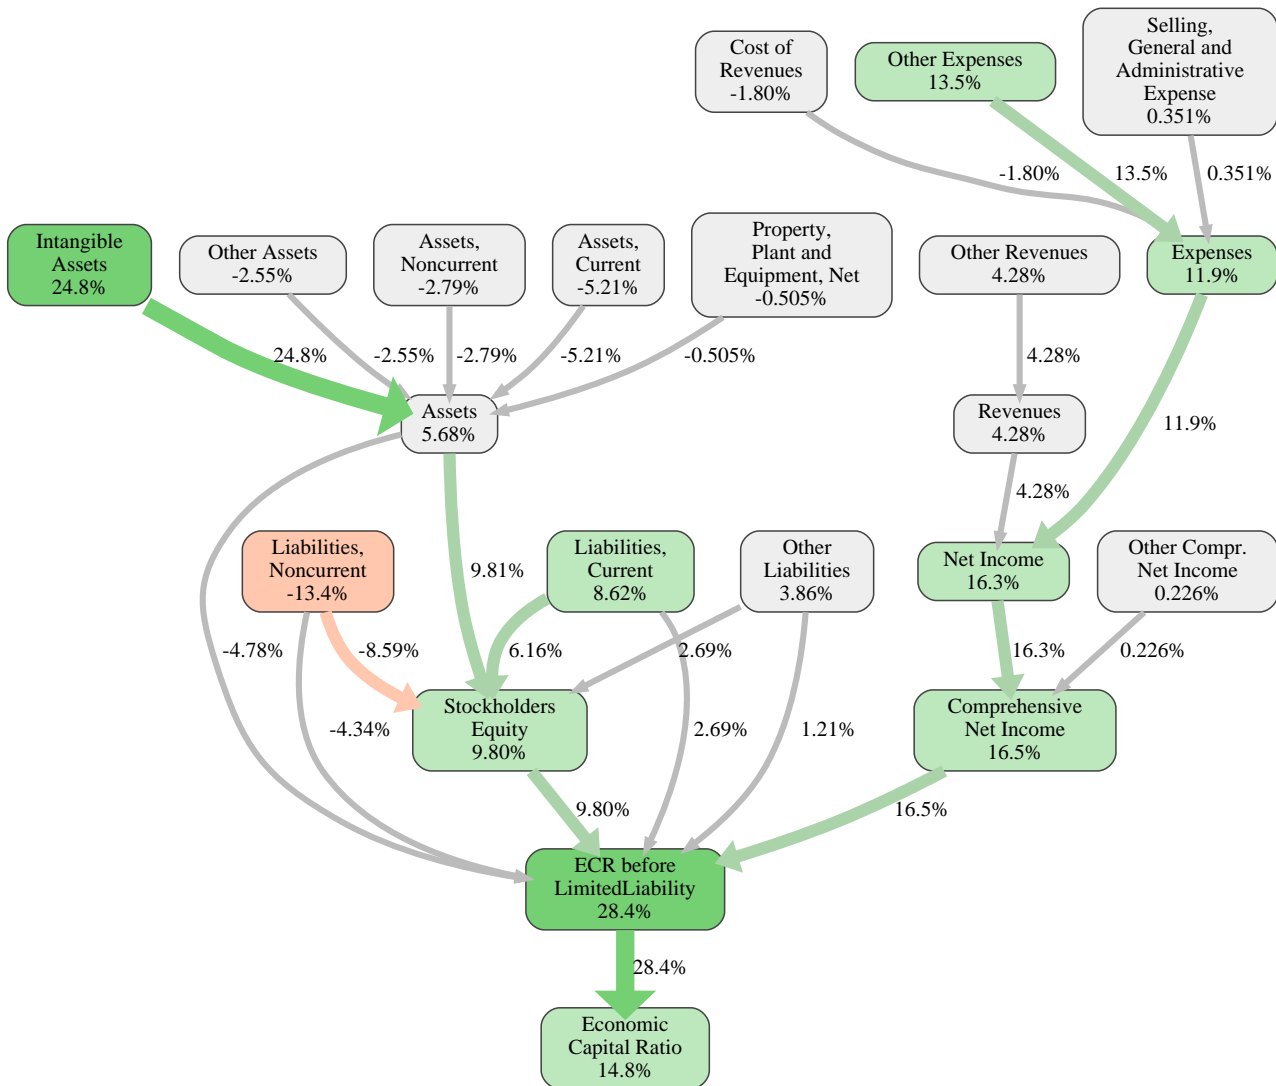 Cost of
Revenues
-1.80%
Other Expenses
13.5%
Selling,
General and
Administrative
Expense
0.351%
-1.80%
13.5%
0.351%
Intangible
Assets
24.8%
Other Assets
-2.55%
Assets,
Noncurrent
-2.79%
Assets,
Current
-5.21%
Property,
Plant and
Equipment, Net
-0.505%
Other Revenues
4.28%
Expenses
11.9%
24.8%
-2.55%
-2.79%
-5.21%
-0.505%
4.28%
11.9%
Assets
5.68%
Revenues
4.28%
4.28%
Liabilities,
Noncurrent
-13.4%
9.81%
Liabilities,
Current
8.62%
Other
Liabilities
3.86%
Net Income
16.3%
Other Compr.
Net Income
0.226%
-4.78%
-8.59%
6.16%
2.69%
16.3%
0.226%
-4.34%
Stockholders
Equity
9.80%
2.69%
1.21%
Comprehensive
Net Income
16.5%
9.80%
16.5%
ECR before
LimitedLiability
28.4%
28.4%
Economic
Capital Ratio
14.8%